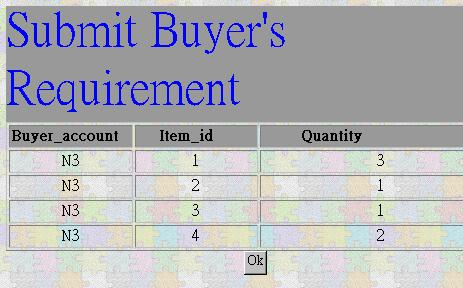 Submit Buyer's
Requirement
Buyer_account Item_id Quantity
N3 1 3
N3 2 1
N3 3 1
N3 4 2
Ok